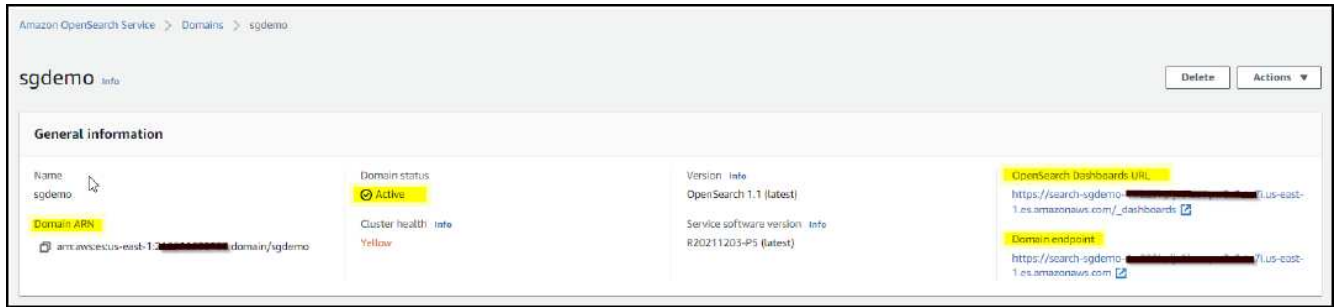 Amazon OpenSearch Service > Domains > sgdemo
sgdemo Info
Delete
Actions ▼
General information
Name
sgdemo
Domain ARN
arn:aws:es:us-east-1: :domain/sgdemo
Domain status
Active
Cluster health Info
Yellow
Version Info
OpenSearch 1.1 (latest)
Service software version Info
R20211203-P5 (latest)
OpenSearch Dashboards URL
https://search-sgdemo- .us-east-
1.es.amazonaws.com/_dashboards
Domain endpoint
https://search-sgdemo- .us-east-
1.es.amazonaws.com